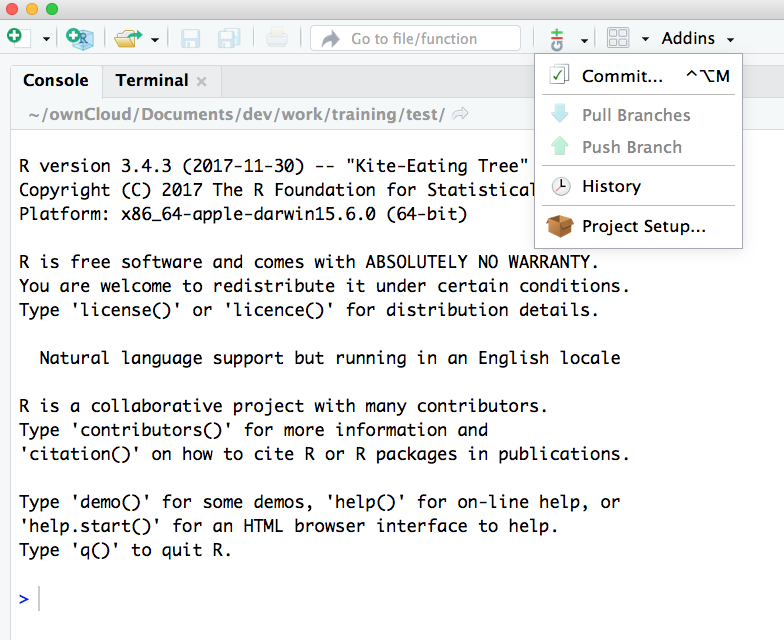 Go to file/function
Addins
Console
Terminal
Commit... ^⌥M
~/ownCloud/Documents/dev/work/training/test/
Pull Branches
Push Branch
History
Project Setup...
R version 3.4.3 (2017-11-30) -- "Kite-Eating Tree"
Copyright (C) 2017 The R Foundation for Statistical
Platform: x86_64-apple-darwin15.6.0 (64-bit)
R is free software and comes with ABSOLUTELY NO WARRANTY.
You are welcome to redistribute it under certain conditions.
Type 'license()' or 'licence()' for distribution details.
Natural language support but running in an English locale
R is a collaborative project with many contributors.
Type 'contributors()' for more information and
'citation()' on how to cite R or R packages in publications.
Type 'demo()' for some demos, 'help()' for on-line help, or
'help.start()' for an HTML browser interface to help.
Type 'q()' to quit R.
>